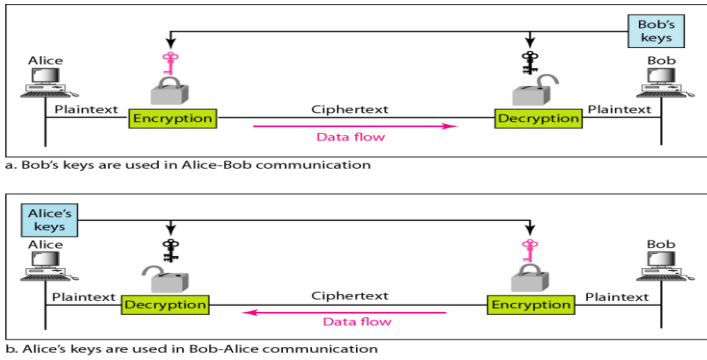 Bob's
keys
Alice
Bob
Plaintext
Ciphertext
Plaintext
Encryption
Decryption
Data flow
a. Bob's keys are used in Alice-Bob communication
Alice's
keys
Alice
Bob
Plaintext
Ciphertext
Plaintext
Decryption
Encryption
Data flow
b. Alice's keys are used in Bob-Alice communication